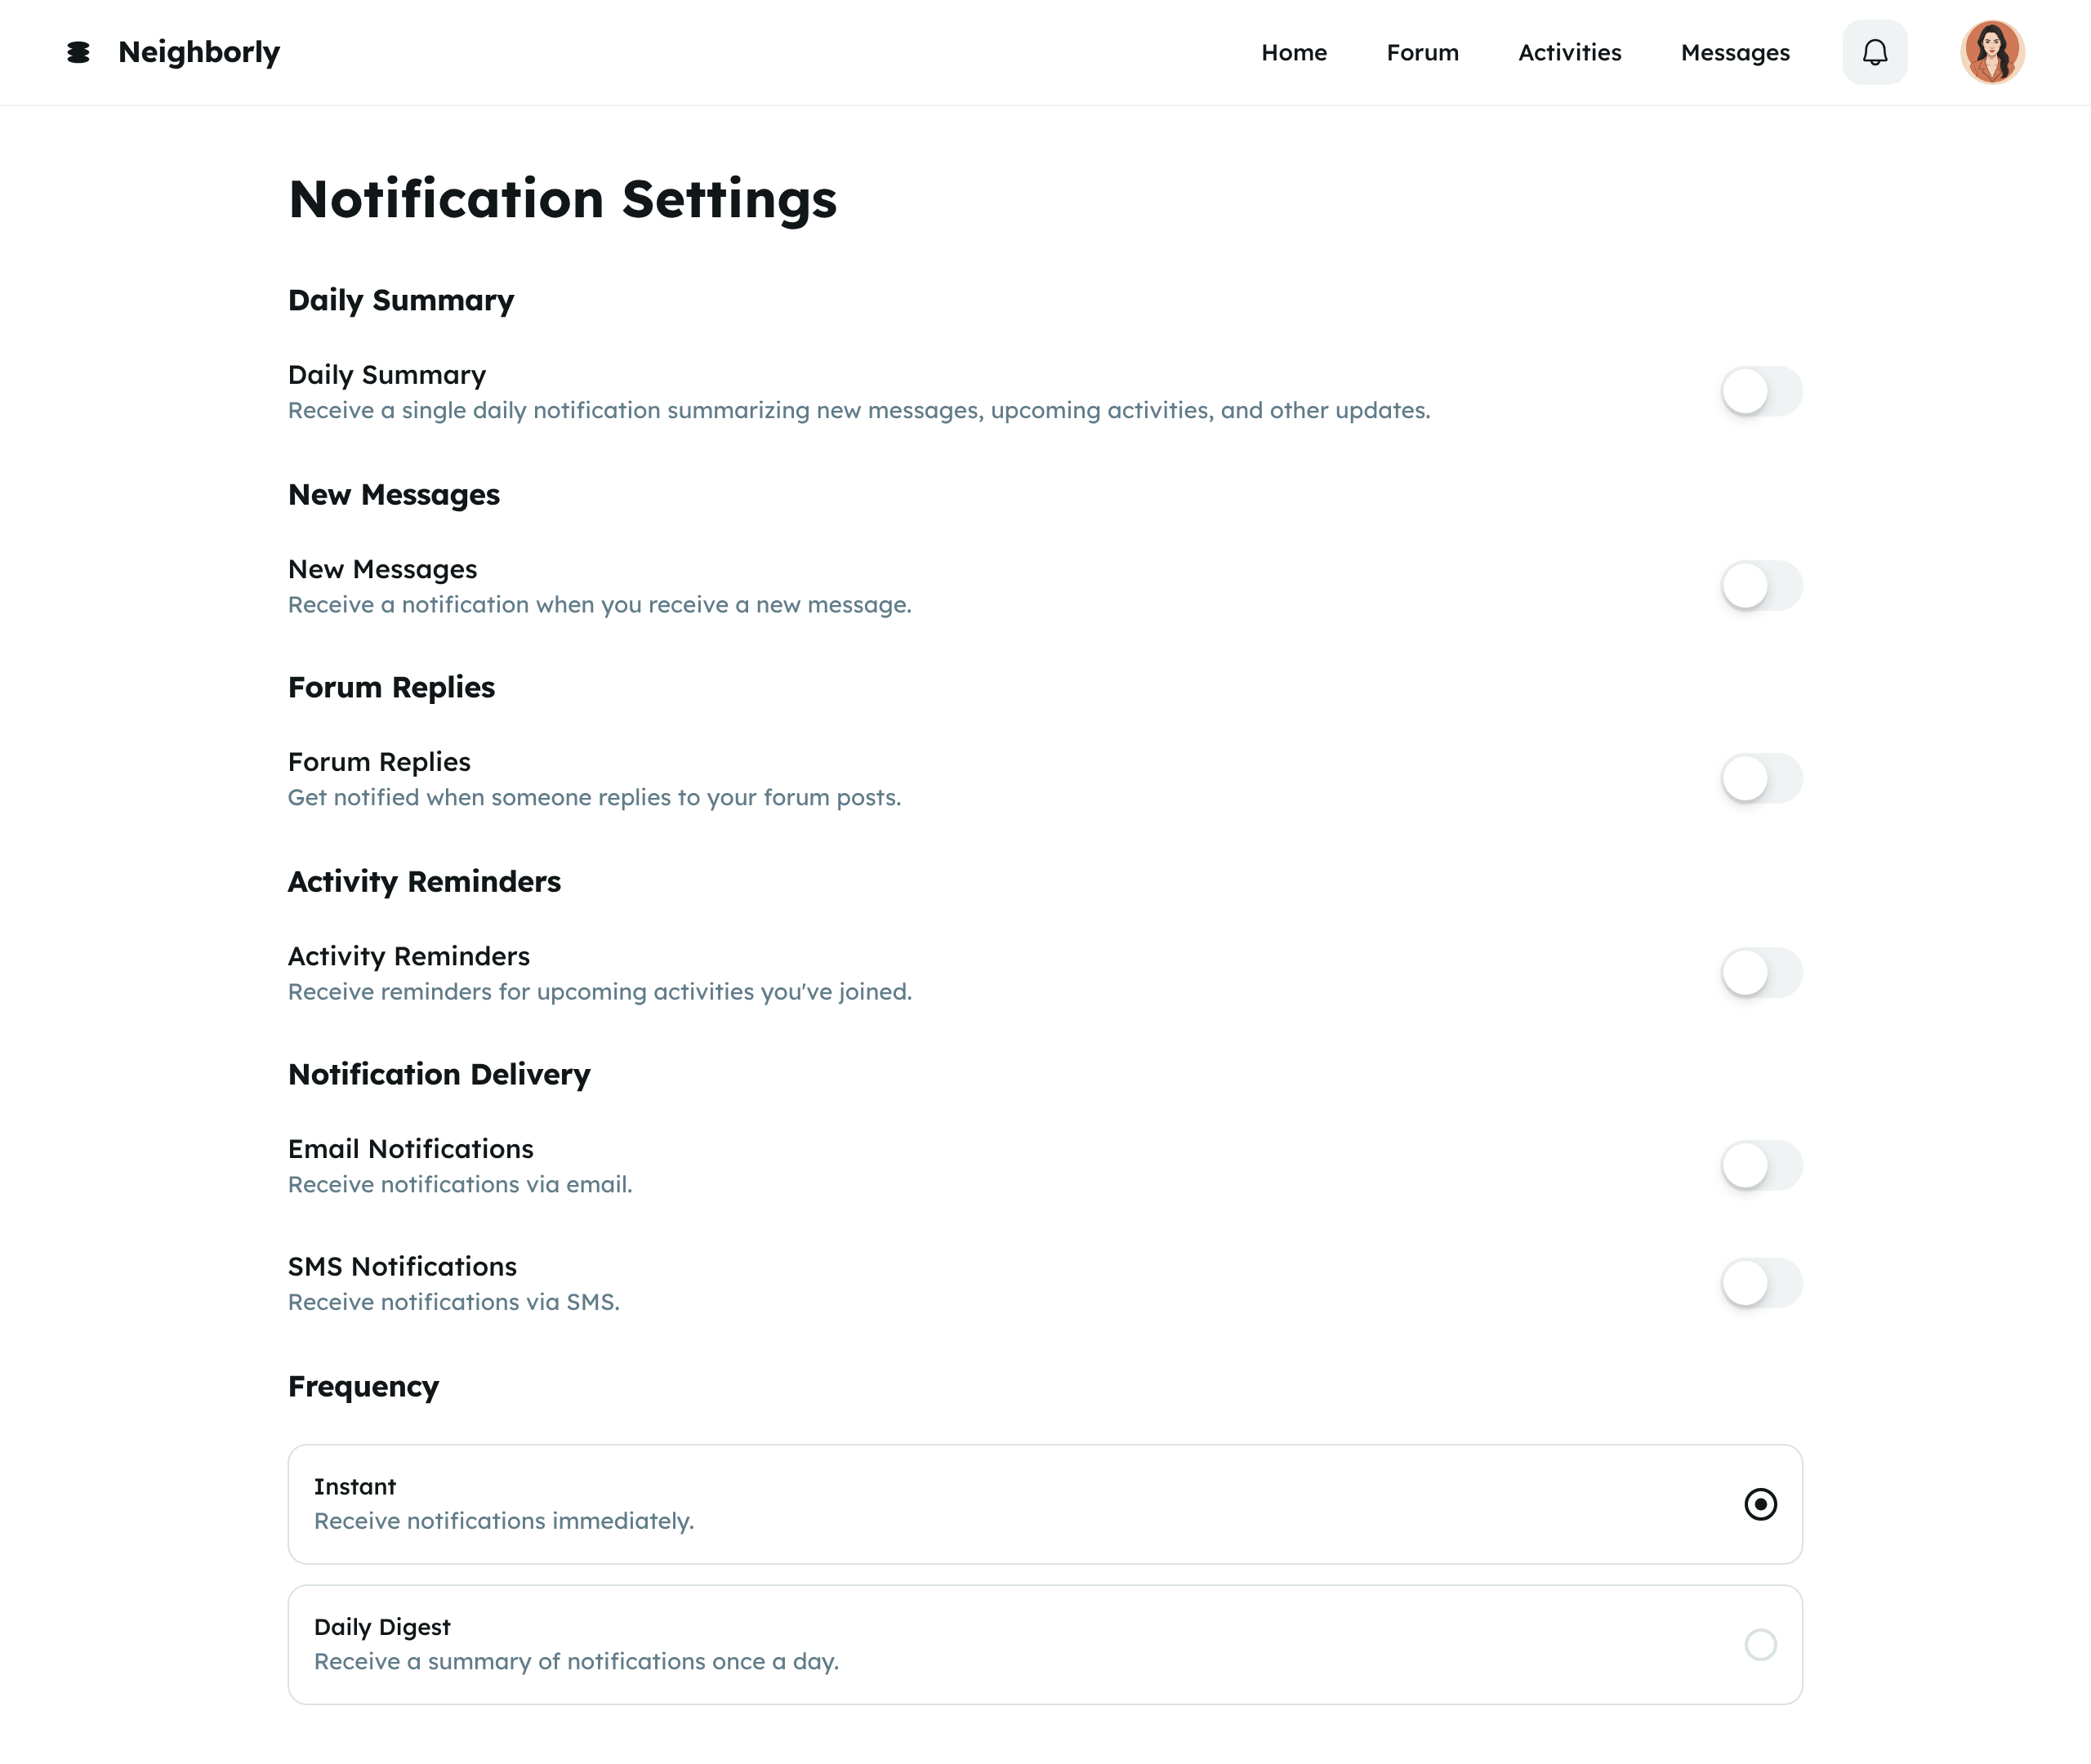 Neighborly
Home
Forum
Activities
Messages
Notification Settings
Daily Summary
Daily Summary
Receive a single daily notification summarizing new messages, upcoming activities, and other updates.
New Messages
New Messages
Receive a notification when you receive a new message.
Forum Replies
Forum Replies
Get notified when someone replies to your forum posts.
Activity Reminders
Activity Reminders
Receive reminders for upcoming activities you've joined.
Notification Delivery
Email Notifications
Receive notifications via email.
SMS Notifications
Receive notifications via SMS.
Frequency
Instant
Receive notifications immediately.
Daily Digest
Receive a summary of notifications once a day.